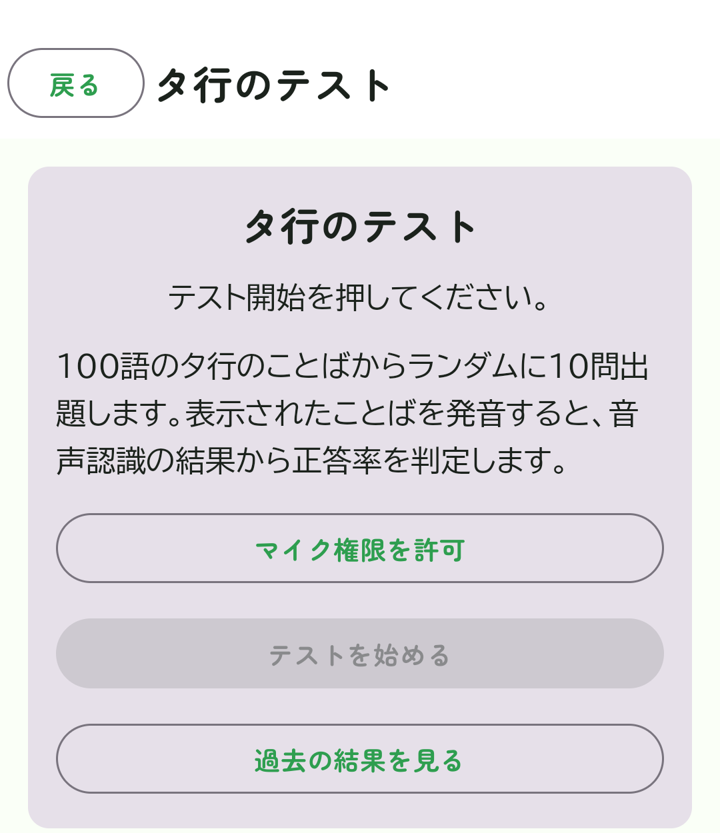 戻る タ行のテスト
タ行のテスト
テスト開始を押してください。
100語のタ行のことばからランダムに10問出
題します。表示されたことばを発音すると、音
声認識の結果から正答率を判定します。
マイク権限を許可
テストを始める
過去の結果を見る